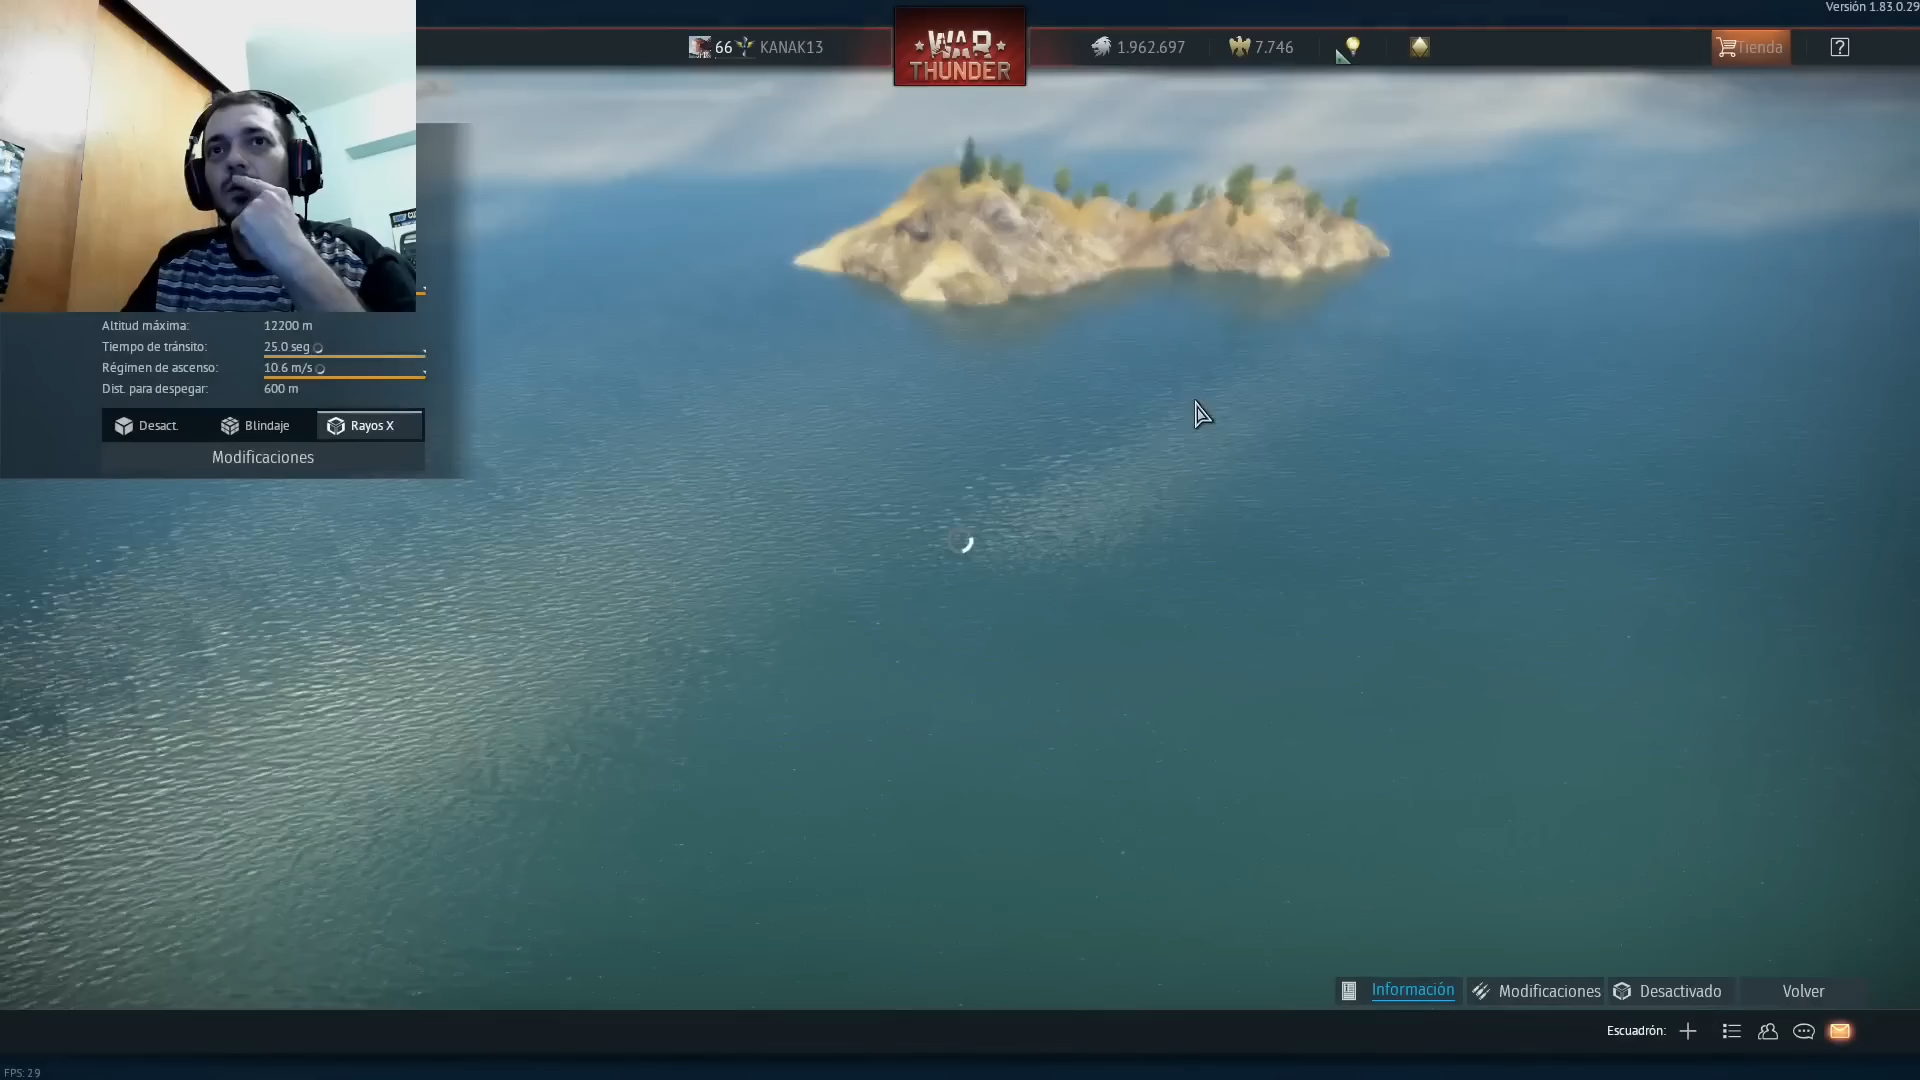 Versión 1.83.0.29
66 KANAK13
WAR THUNDER
1.962.697
7.746
Tienda
Altitud máxima: 12200 m
Tiempo de tránsito: 25.0 seg
Régimen de ascenso: 10.6 m/s
Dist. para despegar: 600 m
Desact. Blindaje Rayos X
Modificaciones
Información Modificaciones Desactivado Volver
Escuadrón:
FPS: 29